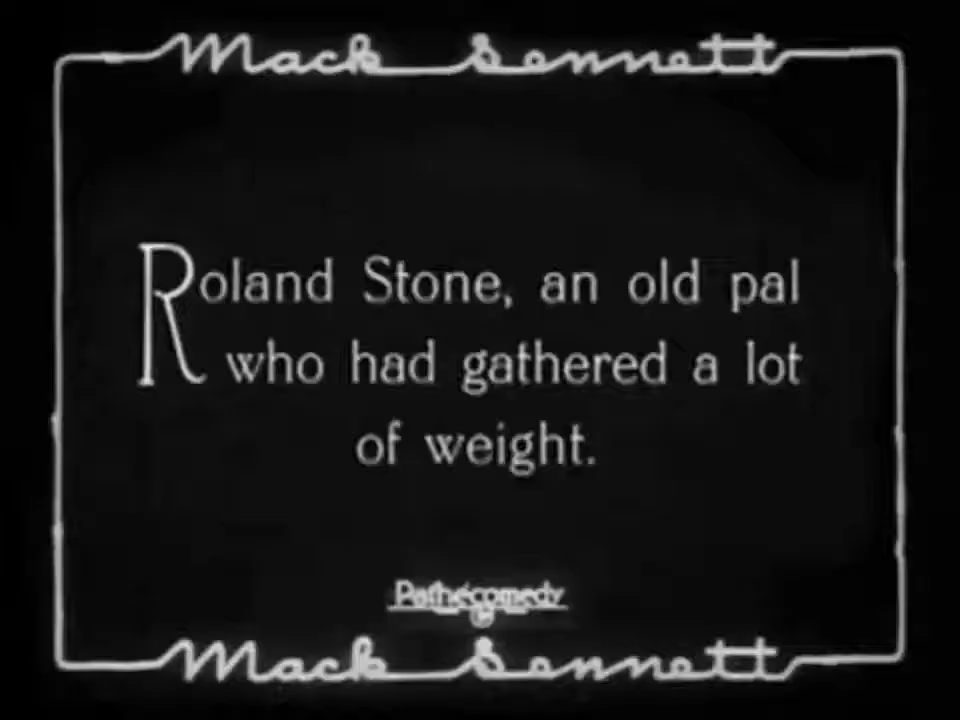 Mack Sennett
Roland Stone, an old pal
who had gathered a lot
of weight.
Pathécomedy
Mack Sennett